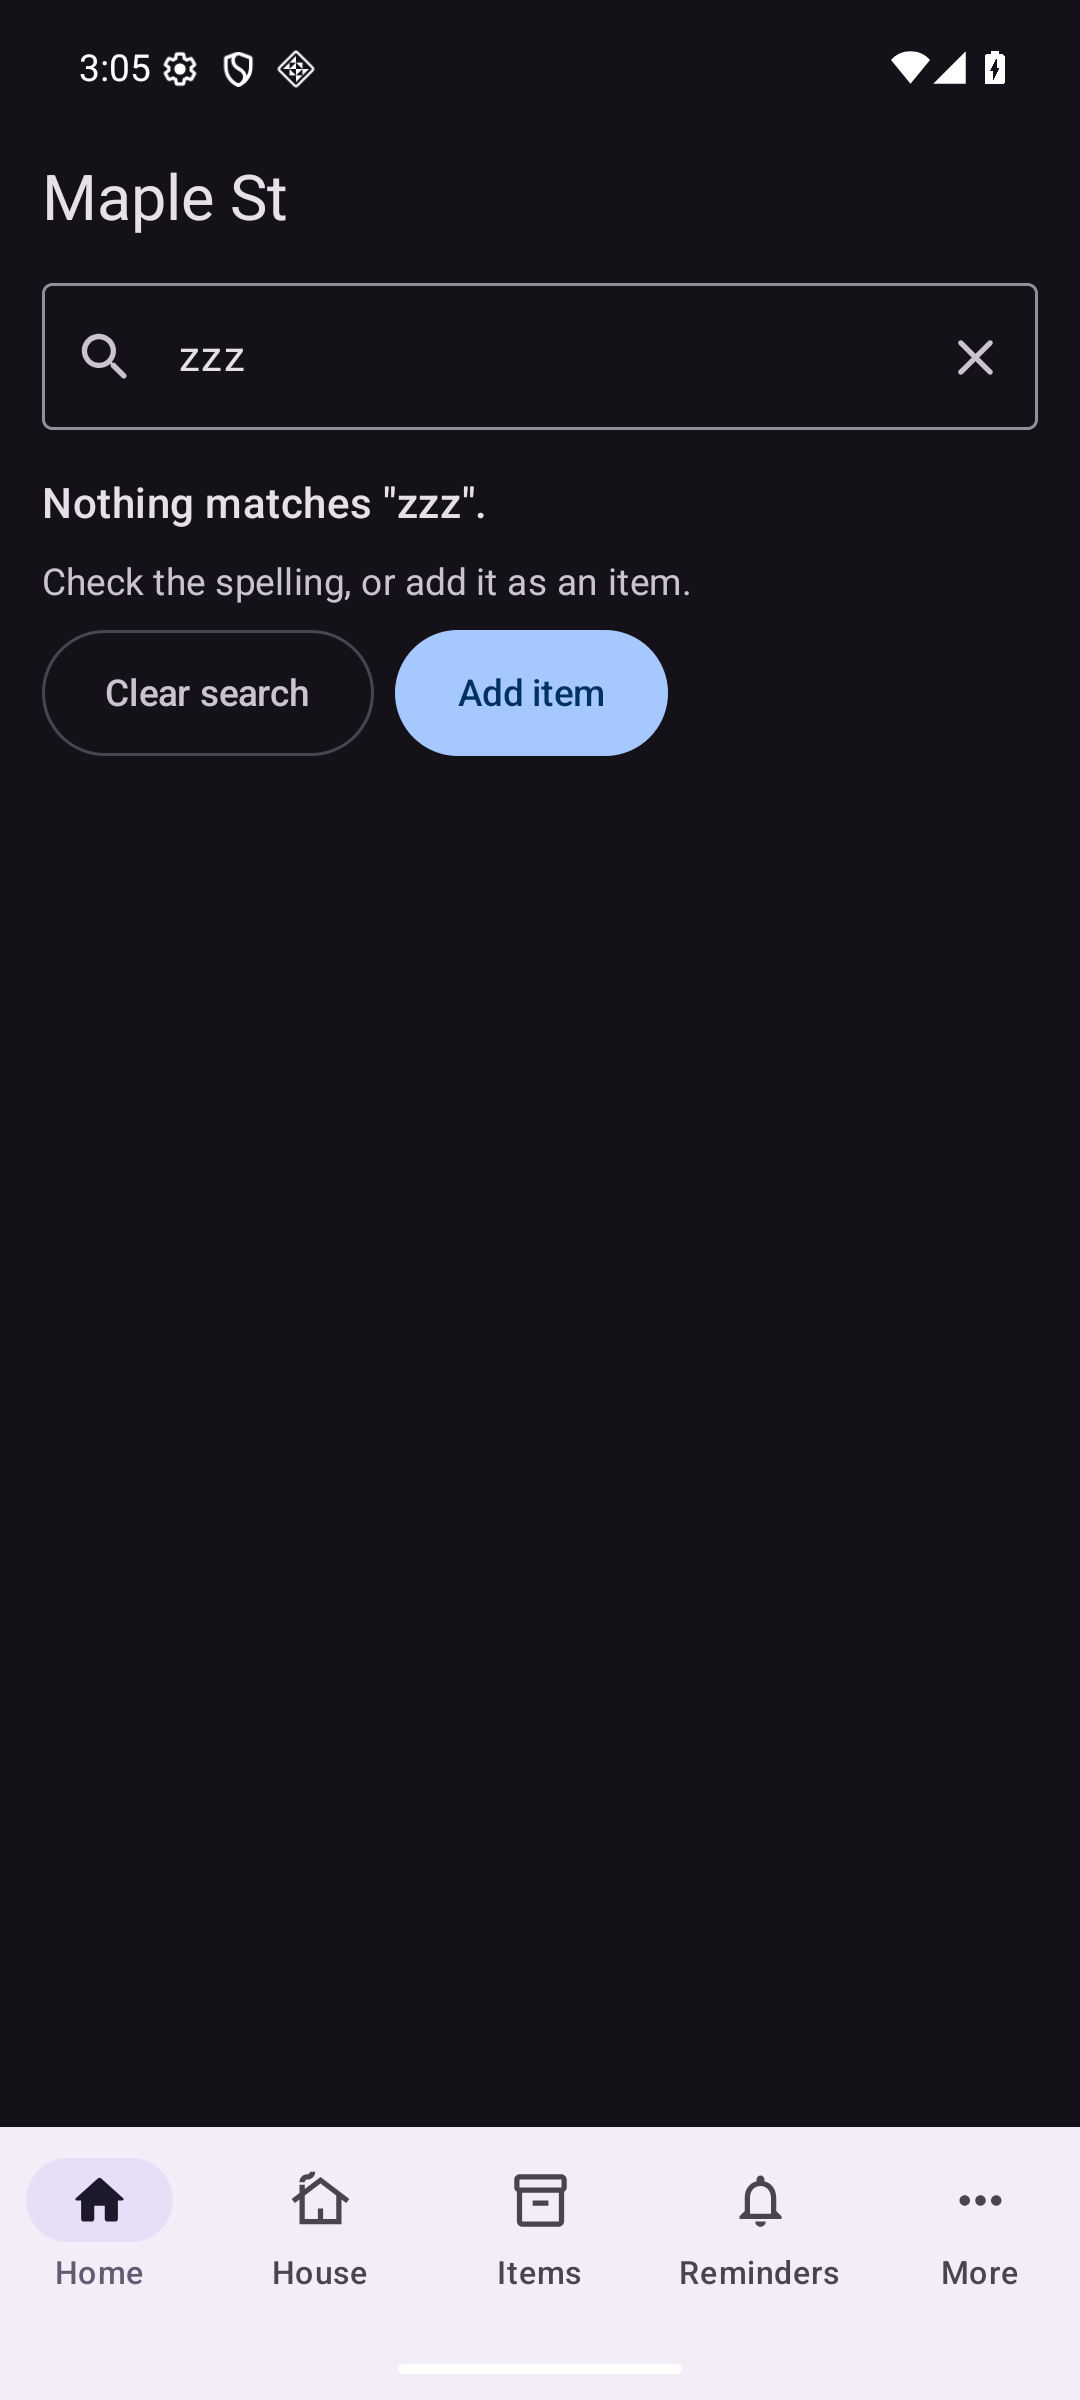 3:05
Maple St
zzz
Nothing matches "zzz".
Check the spelling, or add it as an item.
Clear search Add item
Home House Items Reminders More